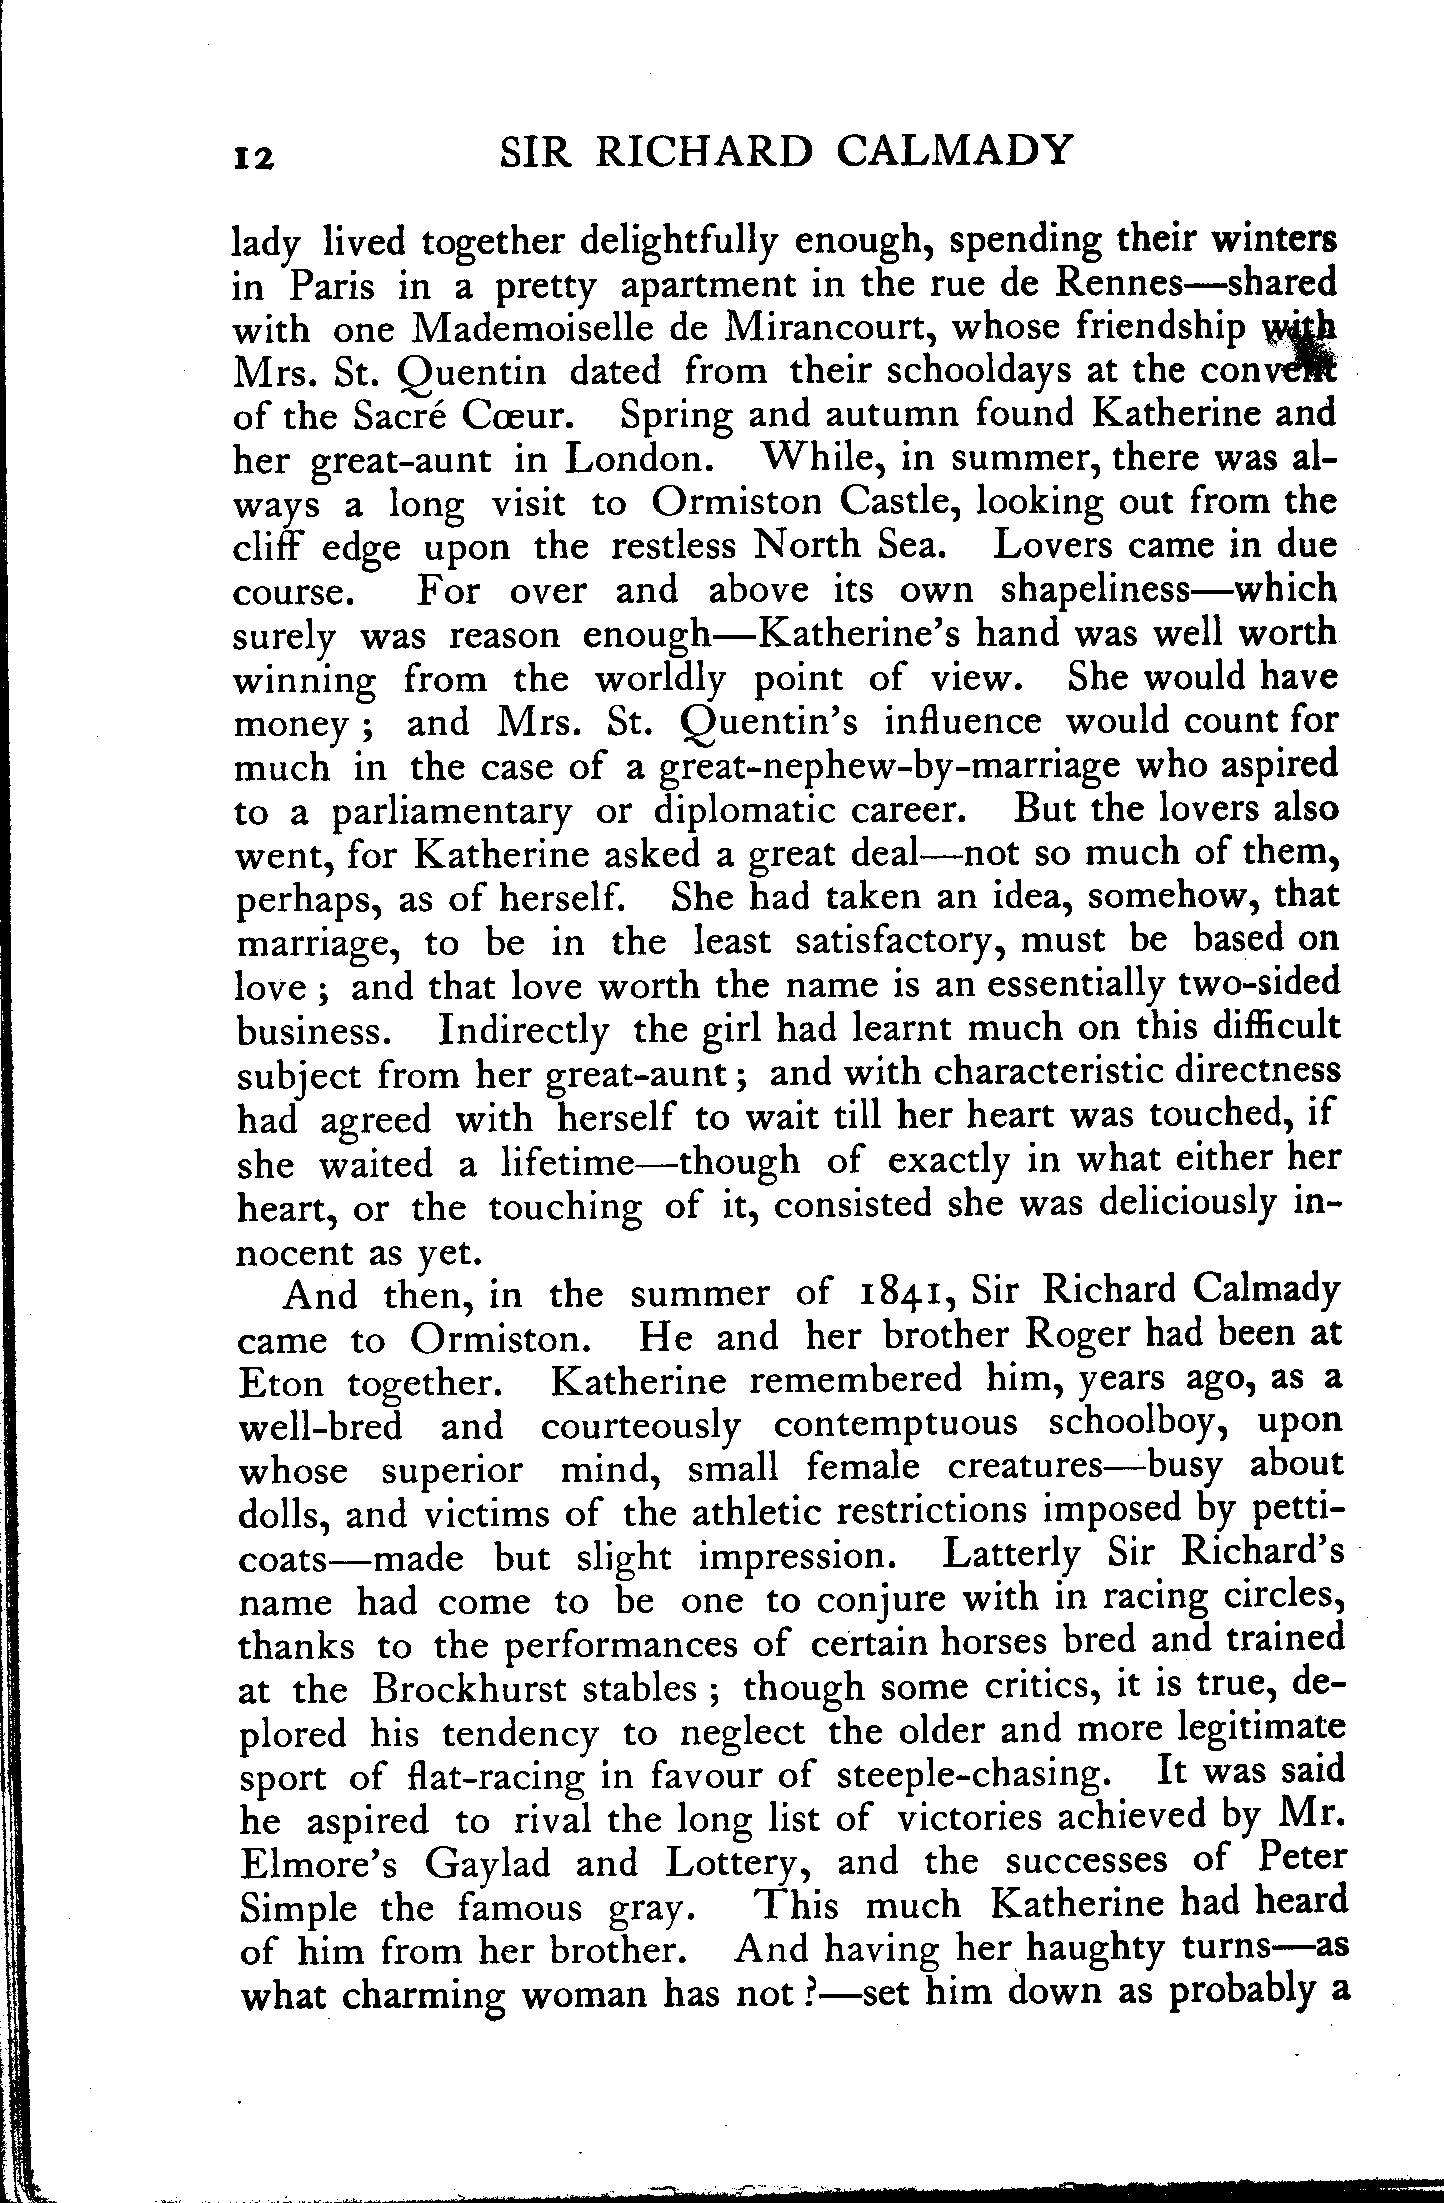 12 SIR RICHARD CALMADY
lady lived together delightfully enough, spending their winters
in Paris in a pretty apartment in the rue de Rennes—shared
with one Mademoiselle de Mirancourt, whose friendship with
Mrs. St. Quentin dated from their schooldays at the convent
of the Sacré Cœur. Spring and autumn found Katherine and
her great-aunt in London. While, in summer, there was al-
ways a long visit to Ormiston Castle, looking out from the
cliff edge upon the restless North Sea. Lovers came in due
course. For over and above its own shapeliness—which
surely was reason enough—Katherine's hand was well worth
winning from the worldly point of view. She would have
money ; and Mrs. St. Quentin's influence would count for
much in the case of a great-nephew-by-marriage who aspired
to a parliamentary or diplomatic career. But the lovers also
went, for Katherine asked a great deal—not so much of them,
perhaps, as of herself. She had taken an idea, somehow, that
marriage, to be in the least satisfactory, must be based on
love ; and that love worth the name is an essentially two-sided
business. Indirectly the girl had learnt much on this difficult
subject from her great-aunt ; and with characteristic directness
had agreed with herself to wait till her heart was touched, if
she waited a lifetime—though of exactly in what either her
heart, or the touching of it, consisted she was deliciously in-
nocent as yet.
And then, in the summer of 1841, Sir Richard Calmady
came to Ormiston. He and her brother Roger had been at
Eton together. Katherine remembered him, years ago, as a
well-bred and courteously contemptuous schoolboy, upon
whose superior mind, small female creatures—busy about
dolls, and victims of the athletic restrictions imposed by petti-
coats—made but slight impression. Latterly Sir Richard's
name had come to be one to conjure with in racing circles,
thanks to the performances of certain horses bred and trained
at the Brockhurst stables ; though some critics, it is true, de-
plored his tendency to neglect the older and more legitimate
sport of flat-racing in favour of steeple-chasing. It was said
he aspired to rival the long list of victories achieved by Mr.
Elmore's Gaylad and Lottery, and the successes of Peter
Simple the famous gray. This much Katherine had heard
of him from her brother. And having her haughty turns—as
what charming woman has not ?—set him down as probably a